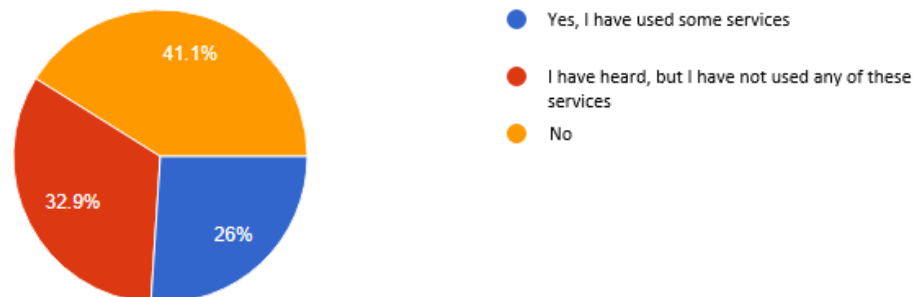 41.1%
32.9%
26%
Yes, I have used some services
I have heard, but I have not used any of these
services
No